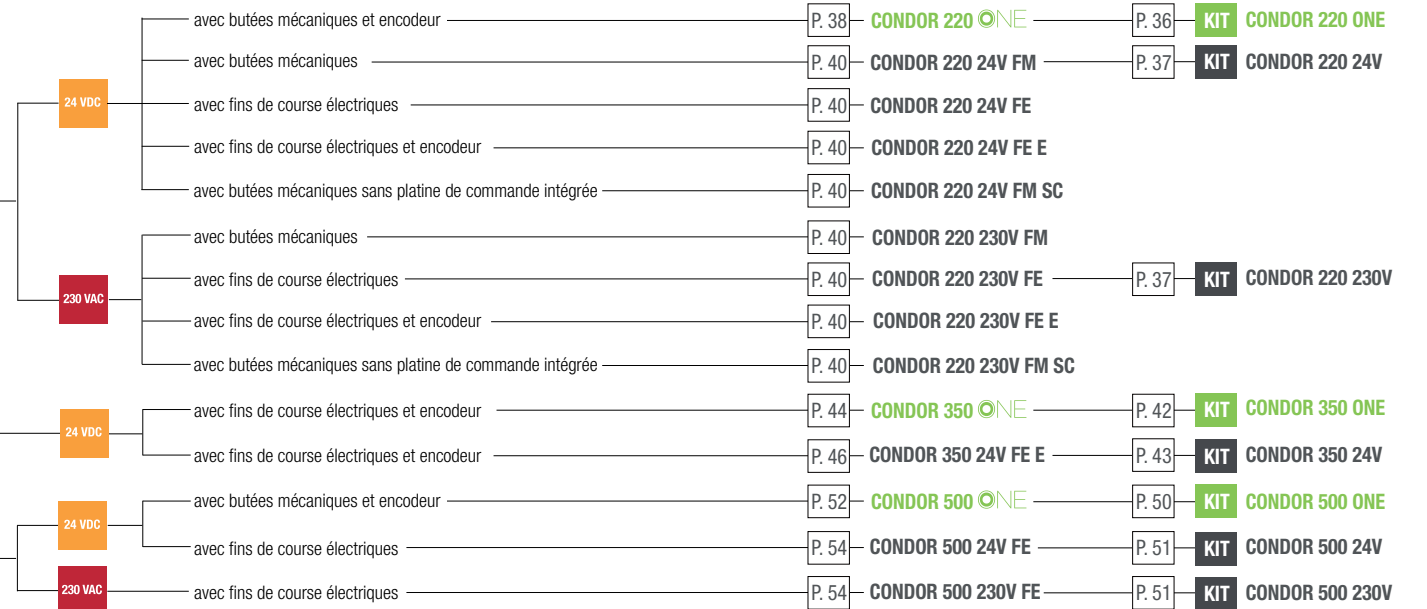 avec butées mécaniques et encodeur P. 38 CONDOR 220 ONE P. 36 KIT CONDOR 220 ONE
avec butées mécaniques P. 40 CONDOR 220 24V FM P. 37 KIT CONDOR 220 24V
24 VDC avec fins de course électriques P. 40 CONDOR 220 24V FE
avec fins de course électriques et encodeur P. 40 CONDOR 220 24V FE E
avec butées mécaniques sans platine de commande intégrée P. 40 CONDOR 220 24V FM SC
avec butées mécaniques P. 40 CONDOR 220 230V FM
avec fins de course électriques P. 40 CONDOR 220 230V FE P. 37 KIT CONDOR 220 230V
230 VAC
avec fins de course électriques et encodeur P. 40 CONDOR 220 230V FE E
avec butées mécaniques sans platine de commande intégrée P. 40 CONDOR 220 230V FM SC
avec fins de course électriques et encodeur P. 44 CONDOR 350 ONE P. 42 KIT CONDOR 350 ONE
24 VDC
avec fins de course électriques et encodeur P. 46 CONDOR 350 24V FE E P. 43 KIT CONDOR 350 24V
avec butées mécaniques et encodeur P. 52 CONDOR 500 ONE P. 50 KIT CONDOR 500 ONE
24 VDC
avec fins de course électriques P. 54 CONDOR 500 24V FE P. 51 KIT CONDOR 500 24V
230 VAC avec fins de course électriques P. 54 CONDOR 500 230V FE P. 51 KIT CONDOR 500 230V